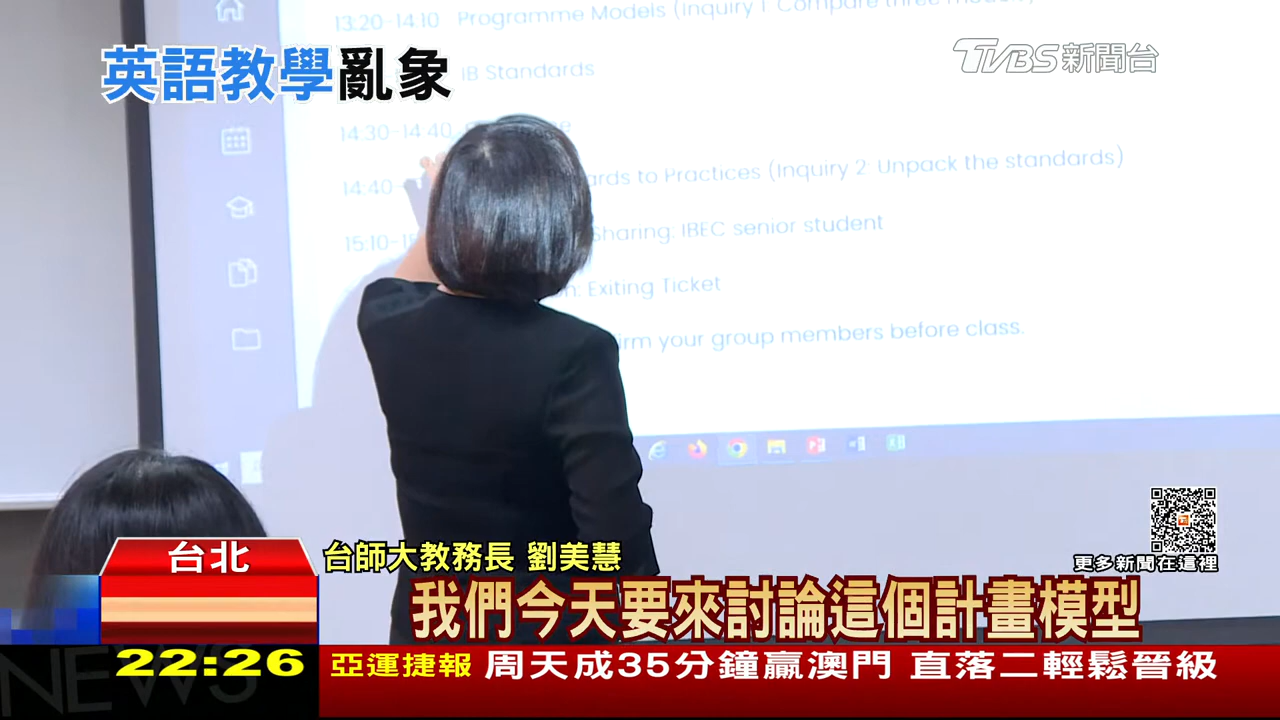 13:20-14:10 Programme Models (Inquiry 1: Compare three models)
英語教學亂象
TVBS新聞台
IB Standards
14:30-14:40
14:40-
ards to Practices (Inquiry 2: Unpack the standards)
15:10-
Sharing: IBEC senior student
n: Exiting Ticket
irm your group members before class.
更多新聞在這裡
台北
台師大教務長 劉美慧
我們今天要來討論這個計畫模型
NEWS
22:26
亞運捷報 周天成35分鐘贏澳門 直落二輕鬆晉級